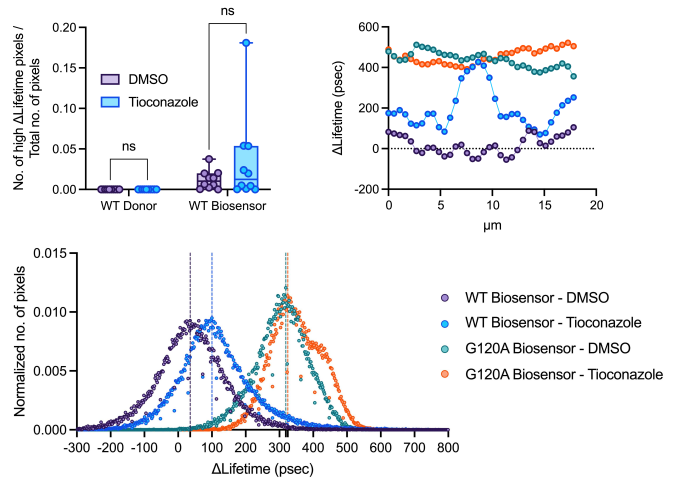 ns
ns
0.20
0.15
0.10
0.05
0.00
No. of high ΔLifetime pixels /
Total no. of pixels
DMSO
Tioconazole
WT Donor
WT Biosensor
600
400
200
0
-200
ΔLifetime (psec)
0
5
10
15
20
µm
0.015
0.010
0.005
0.000
Normalized no. of pixels
-300
-200
-100
0
100
200
300
400
500
600
700
800
ΔLifetime (psec)
WT Biosensor - DMSO
WT Biosensor - Tioconazole
G120A Biosensor - DMSO
G120A Biosensor - Tioconazole